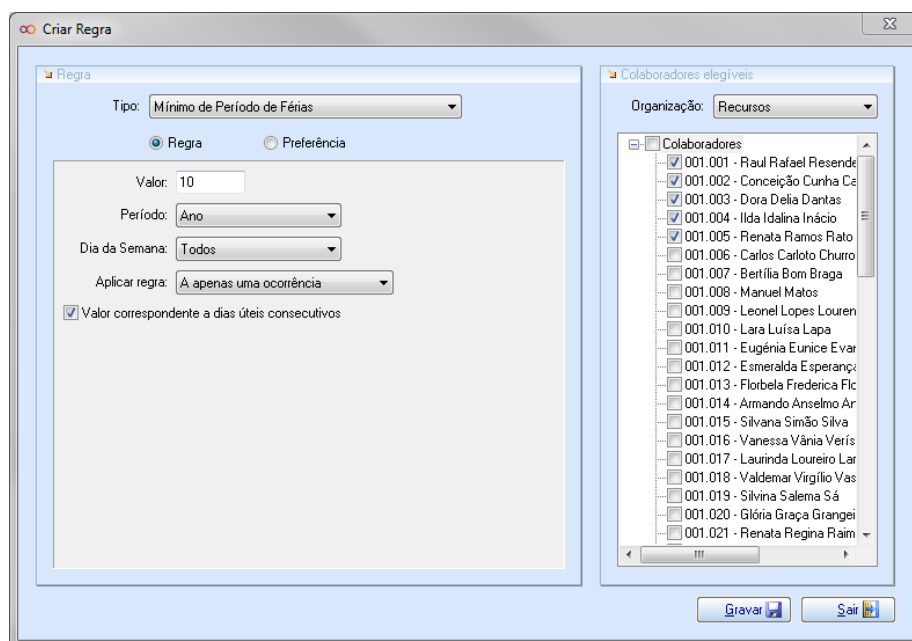 Criar Regra
Regra
Tipo: Mínimo de Período de Férias
Regra Preferência
Valor: 10
Período: Ano
Dia da Semana: Todos
Aplicar regra: A apenas uma ocorrência
Valor correspondente a dias úteis consecutivos
Colaboradores elegíveis
Organização: Recursos
Colaboradores
001.001 - Raul Rafael Resende
001.002 - Conceição Cunha Ca
001.003 - Dora Delia Dantas
001.004 - Ilda Idalina Inácio
001.005 - Renata Ramos Rato
001.006 - Carlos Carloto Churro
001.007 - Bertília Bom Braga
001.008 - Manuel Matos
001.009 - Leonel Lopes Louren
001.010 - Lara Luísa Lapa
001.011 - Eugénia Eunice Evar
001.012 - Esmeralda Esperança
001.013 - Florbela Frederica Flo
001.014 - Armando Anselmo Ar
001.015 - Silvana Simão Silva
001.016 - Vanessa Vânia Verís
001.017 - Laurinda Loureiro Lar
001.018 - Valdemar Virgílio Vas
001.019 - Silvina Salema Sá
001.020 - Glória Graça Grangei
001.021 - Renata Regina Raim
Gravar
Sair